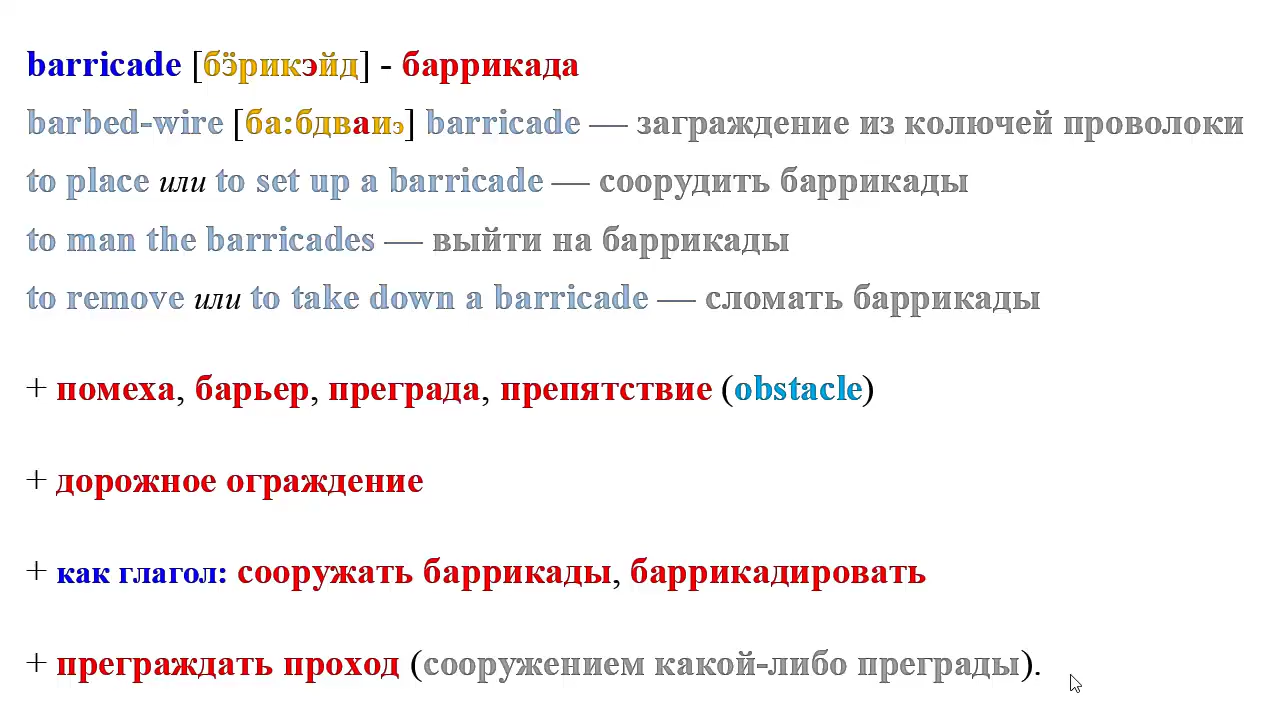 barricade [бӭрикэйд] - баррикада
barbed-wire [ба:бдваиэ] barricade — заграждение из колючей проволоки
to place или to set up a barricade — соорудить баррикады
to man the barricades — выйти на баррикады
to remove или to take down a barricade — сломать баррикады
+ помеха, барьер, преграда, препятствие (obstacle)
+ дорожное ограждение
+ как глагол: сооружать баррикады, баррикадировать
+ преграждать проход (сооружением какой-либо преграды).